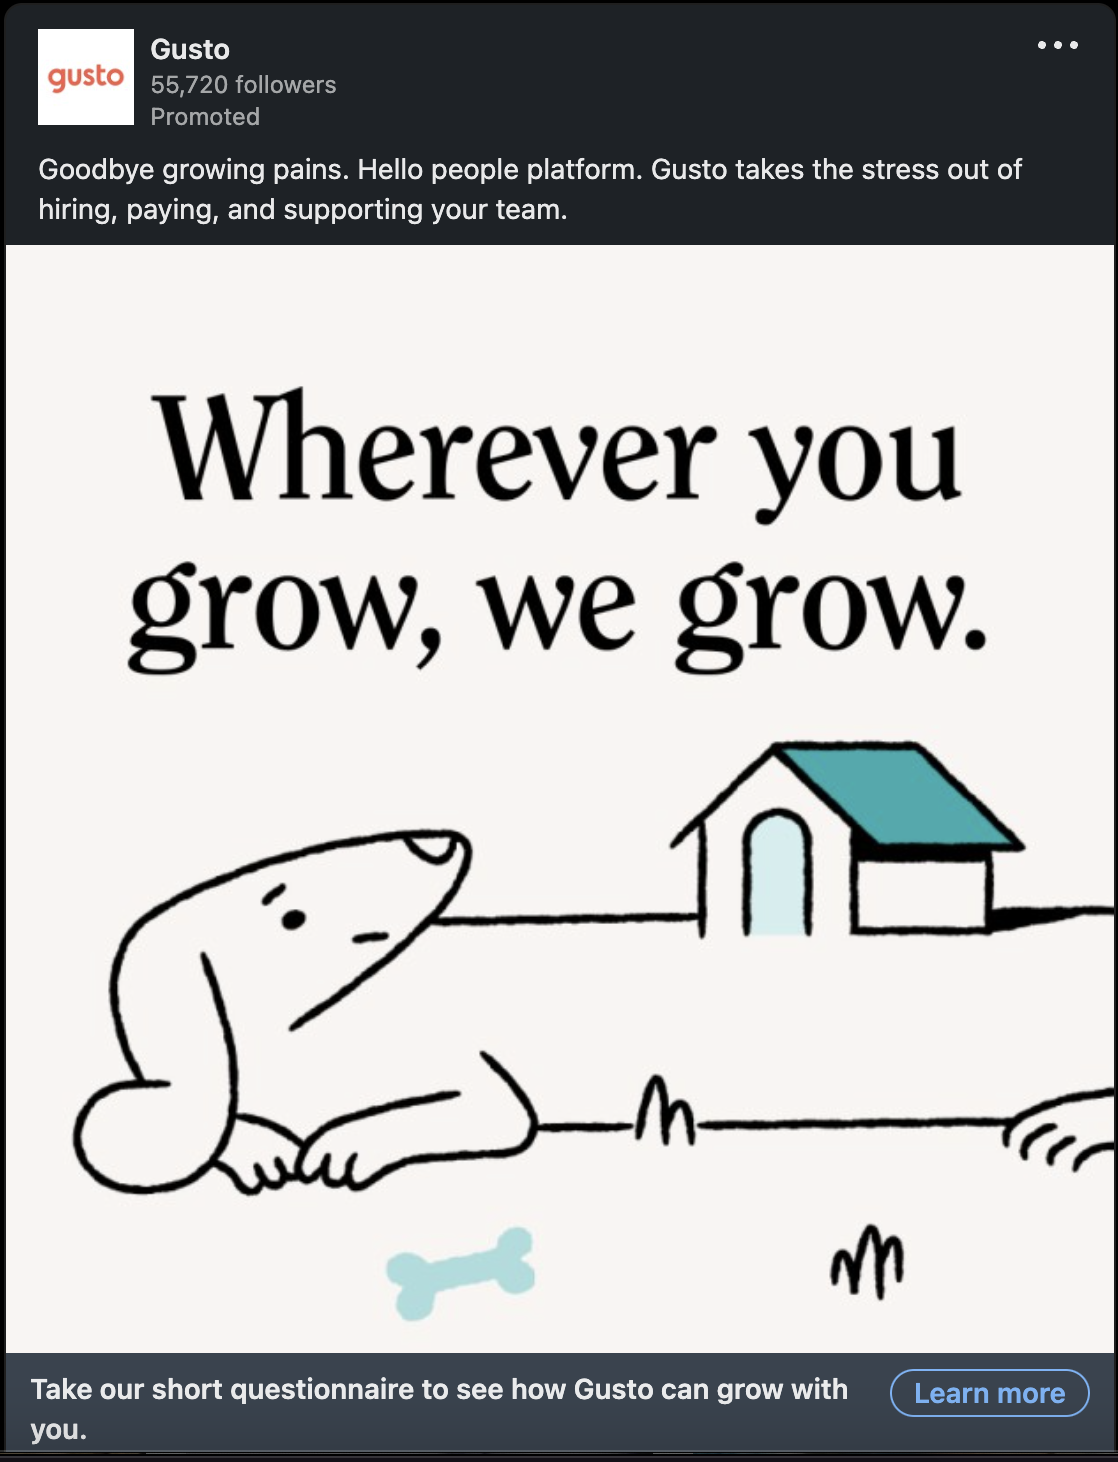 gusto
Gusto
55,720 followers
Promoted
Goodbye growing pains. Hello people platform. Gusto takes the stress out of
hiring, paying, and supporting your team.
Wherever you
grow, we grow.
Take our short questionnaire to see how Gusto can grow with
you.
Learn more